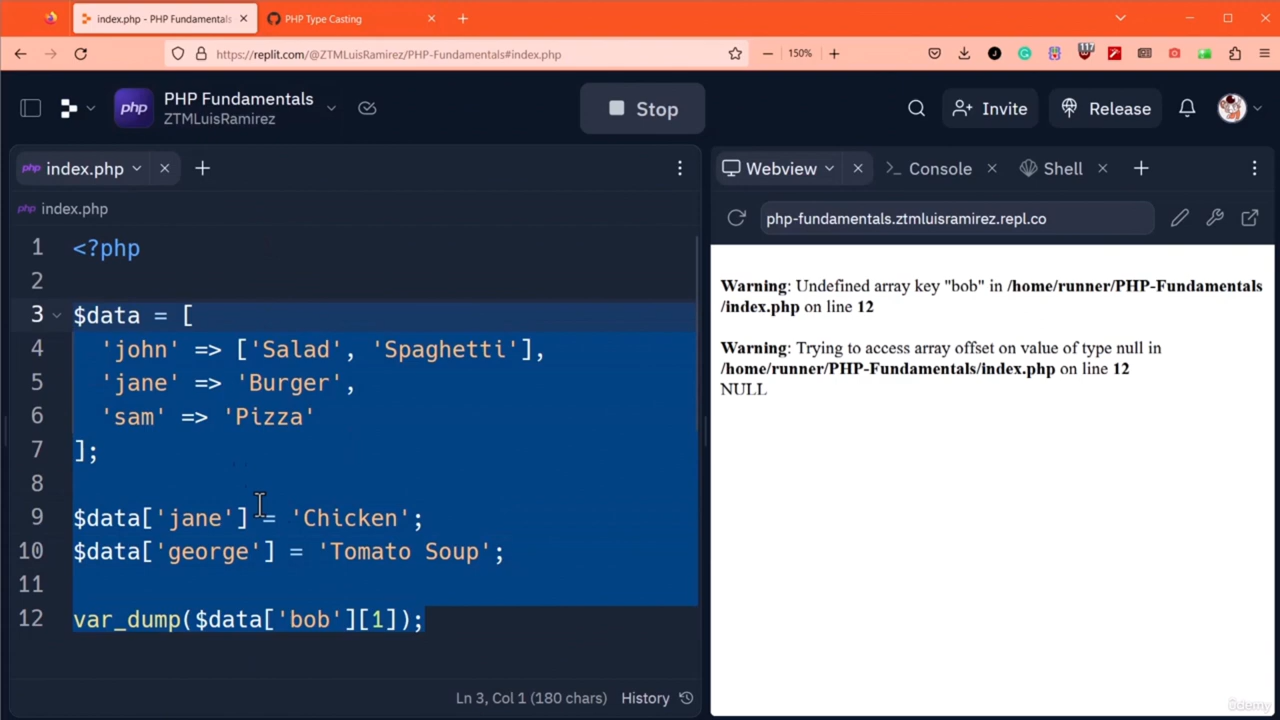 index.php - PHP Fundamentals
PHP Type Casting
https://replit.com/@ZTMLuisRamirez/PHP-Fundamentals#index.php
150%
117
php
PHP Fundamentals
ZTMLuisRamirez
Stop
Invite
Release
php index.php
Webview
Console
Shell
php index.php
php-fundamentals.ztmluisramirez.repl.co
1 <?php
2
3 $data = [
4 'john' => ['Salad', 'Spaghetti'],
5 'jane' => 'Burger',
6 'sam' => 'Pizza'
7 ];
8
9 $data['jane'] = 'Chicken';
10 $data['george'] = 'Tomato Soup';
11
12 var_dump($data['bob'][1]);
Warning: Undefined array key "bob" in /home/runner/PHP-Fundamentals
/index.php on line 12
Warning: Trying to access array offset on value of type null in
/home/runner/PHP-Fundamentals/index.php on line 12
NULL
Ln 3, Col 1 (180 chars)
History
ûdemy